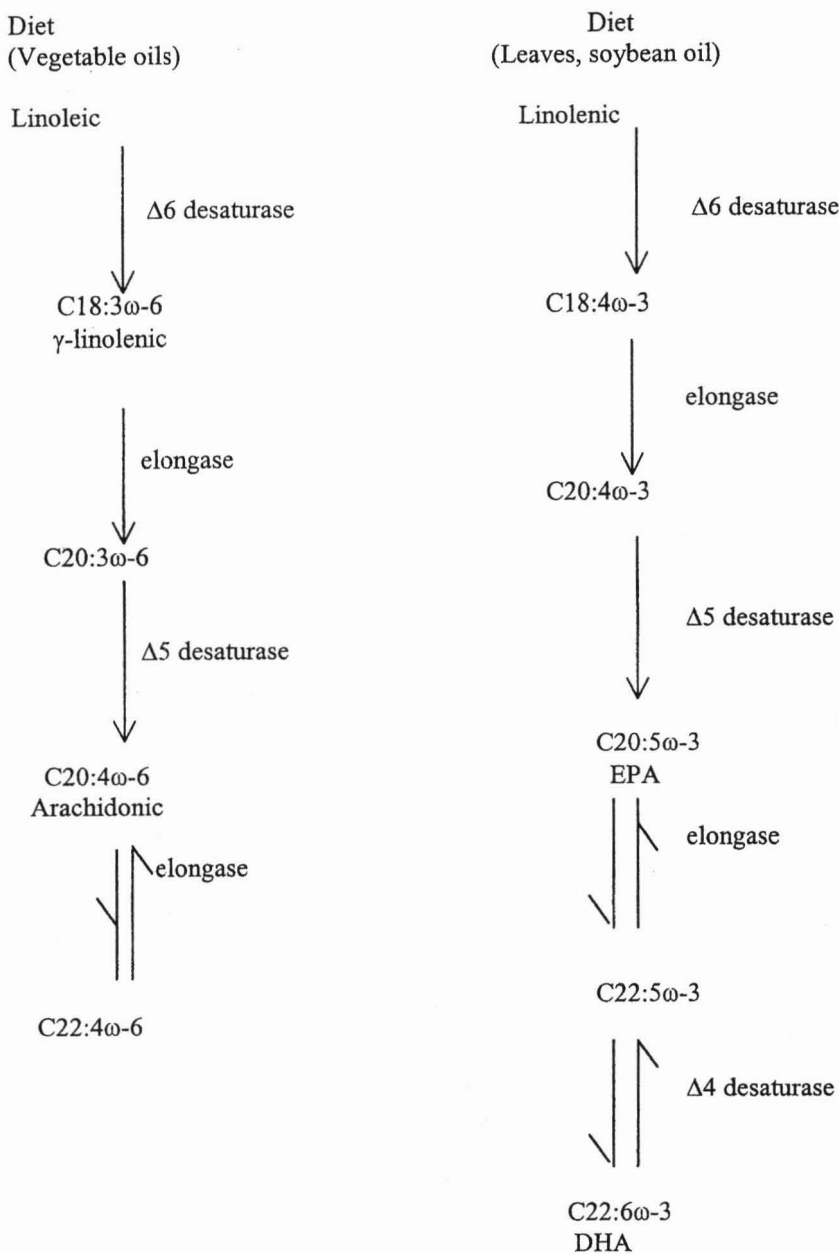 Diet
(Vegetable oils)
Linoleic
Δ6 desaturase
C18:3ω-6
γ-linolenic
elongase
C20:3ω-6
Δ5 desaturase
C20:4ω-6
Arachidonic
elongase
C22:4ω-6
Diet
(Leaves, soybean oil)
Linolenic
Δ6 desaturase
C18:4ω-3
elongase
C20:4ω-3
Δ5 desaturase
C20:5ω-3
EPA
elongase
C22:5ω-3
Δ4 desaturase
C22:6ω-3
DHA